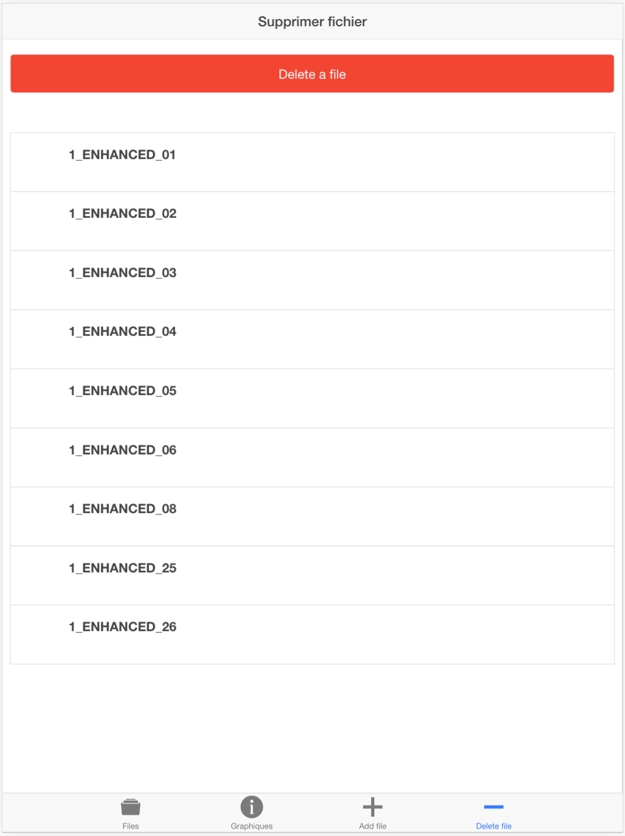 Supprimer fichier
Delete a file
1_ENHANCED_01
1_ENHANCED_02
1_ENHANCED_03
1_ENHANCED_04
1_ENHANCED_05
1_ENHANCED_06
1_ENHANCED_08
1_ENHANCED_25
1_ENHANCED_26
Files
Graphiques
Add file
Delete file